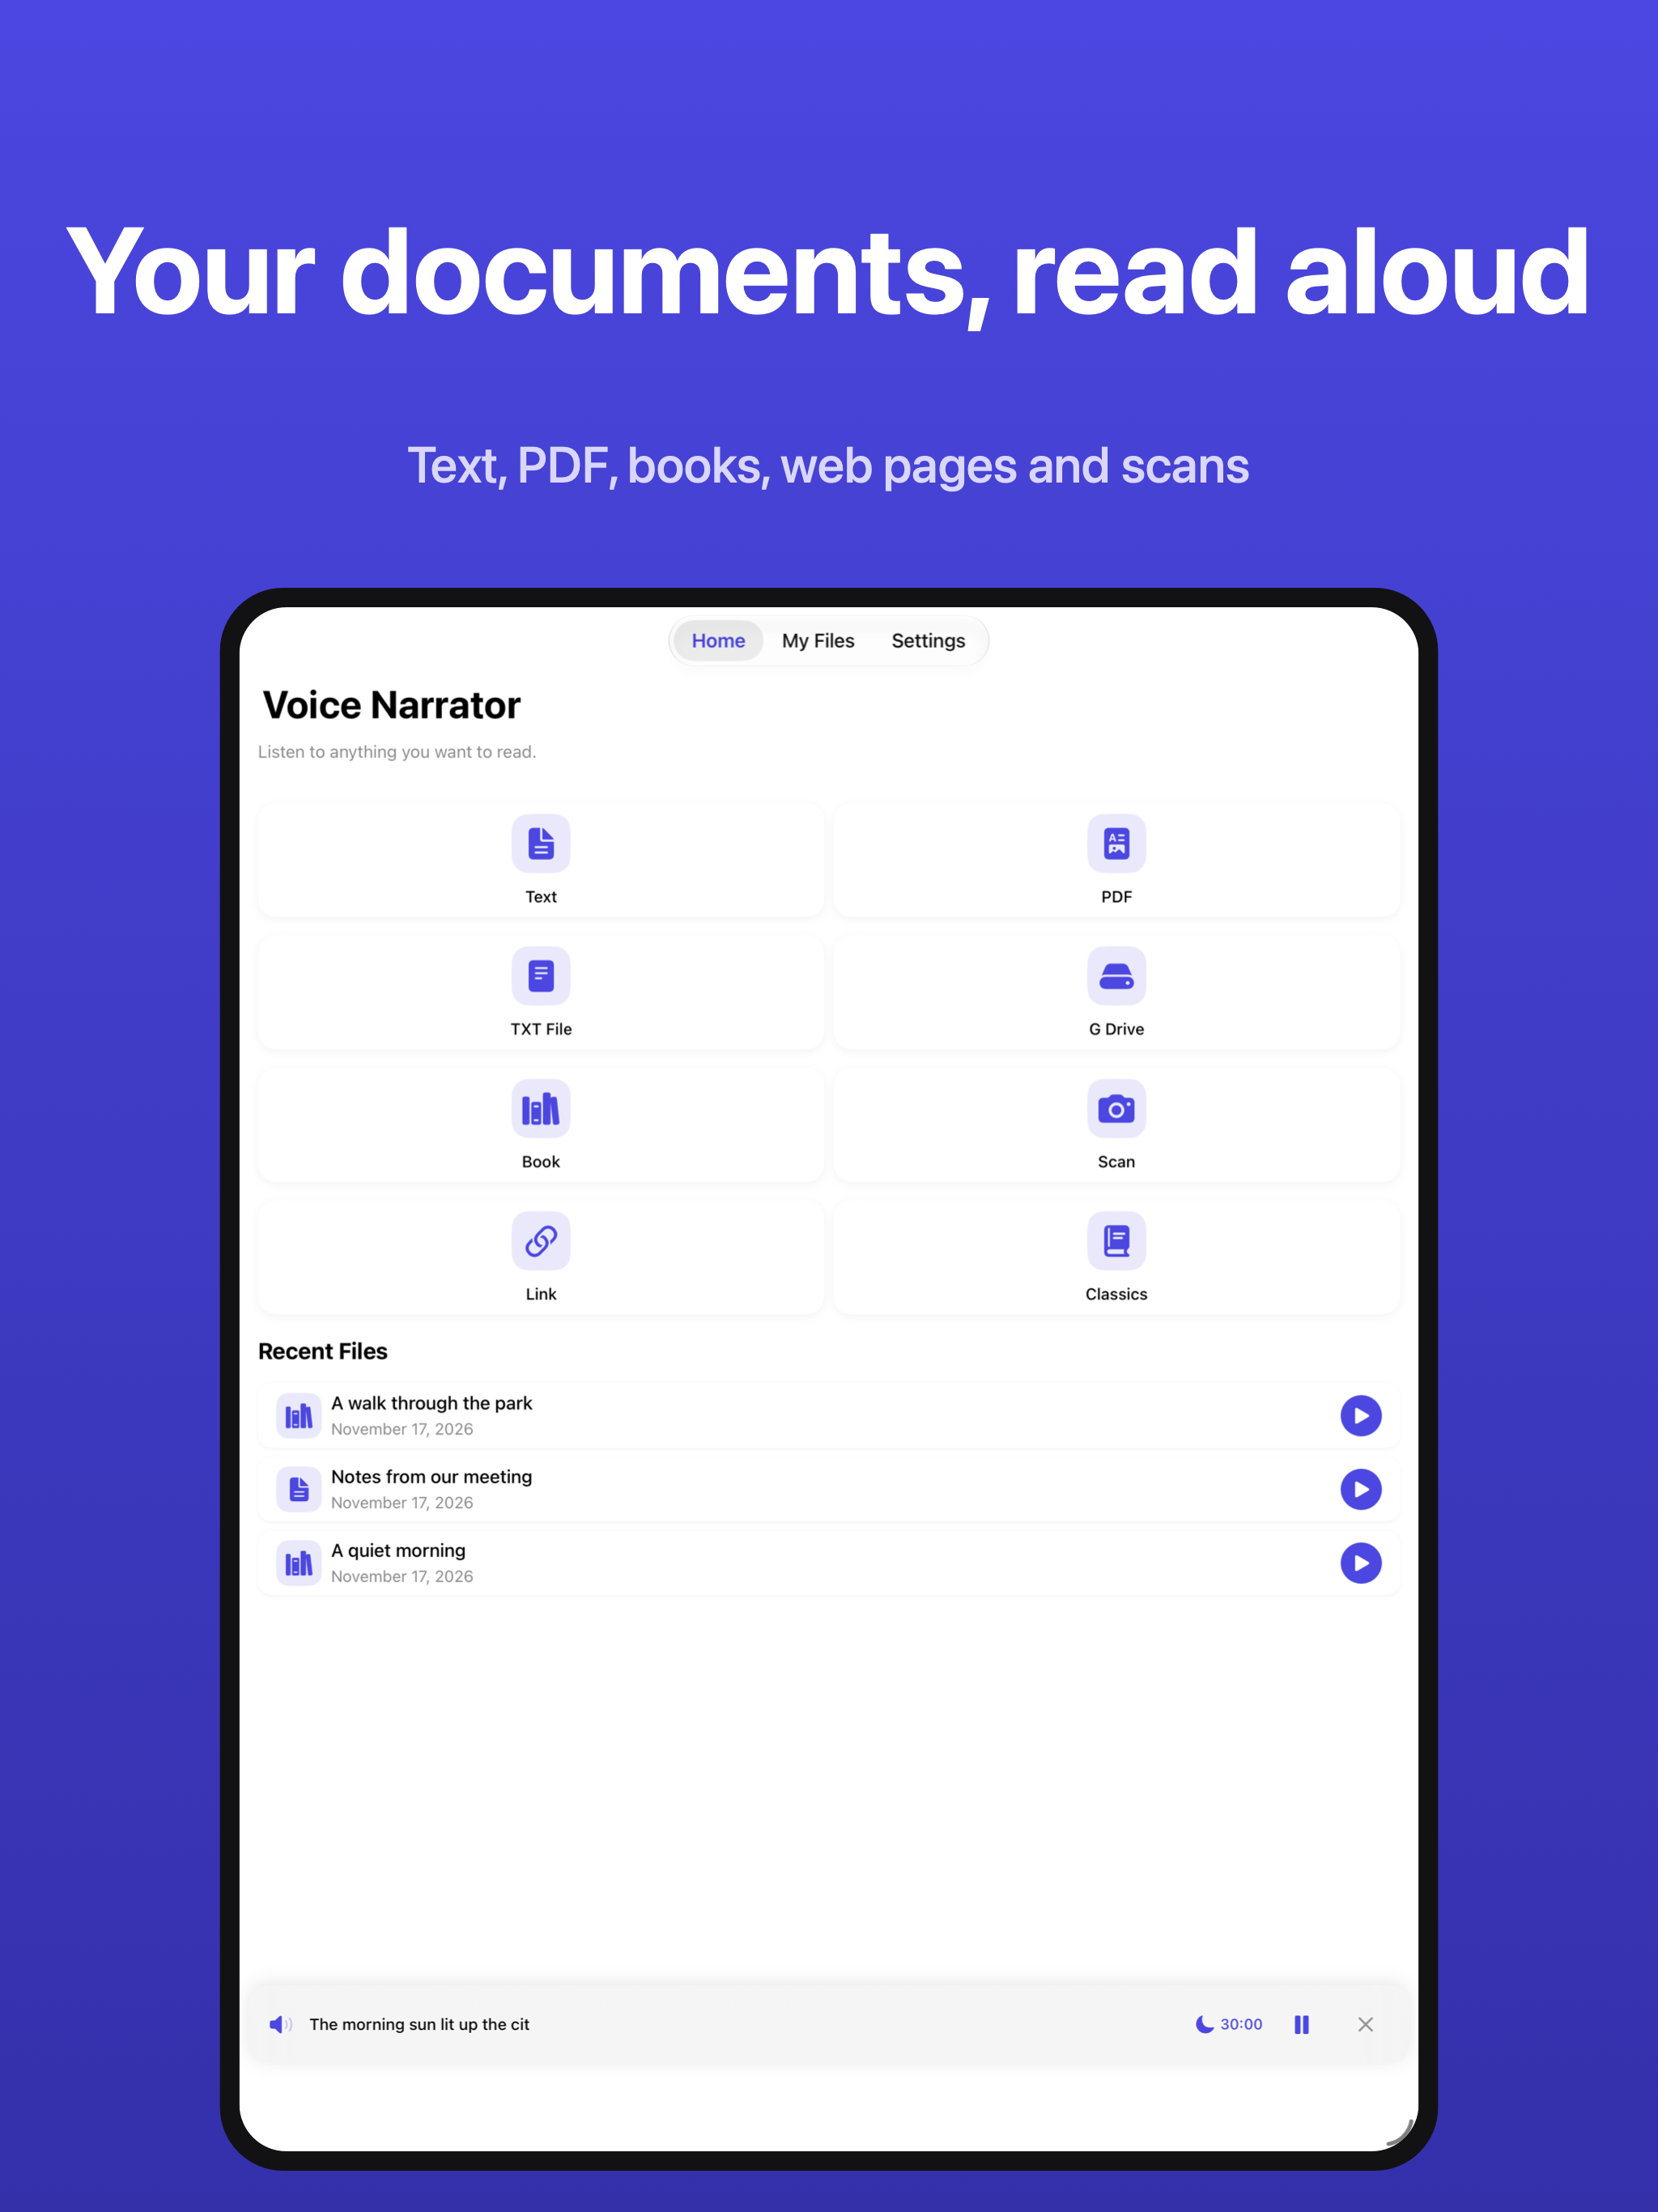 Your documents, read aloud
Text, PDF, books, web pages and scans
Home My Files Settings
Voice Narrator
Listen to anything you want to read.
Text
PDF
TXT File
G Drive
Book
Scan
Link
Classics
Recent Files
A walk through the park
November 17, 2026
Notes from our meeting
November 17, 2026
A quiet morning
November 17, 2026
The morning sun lit up the cit 30:00